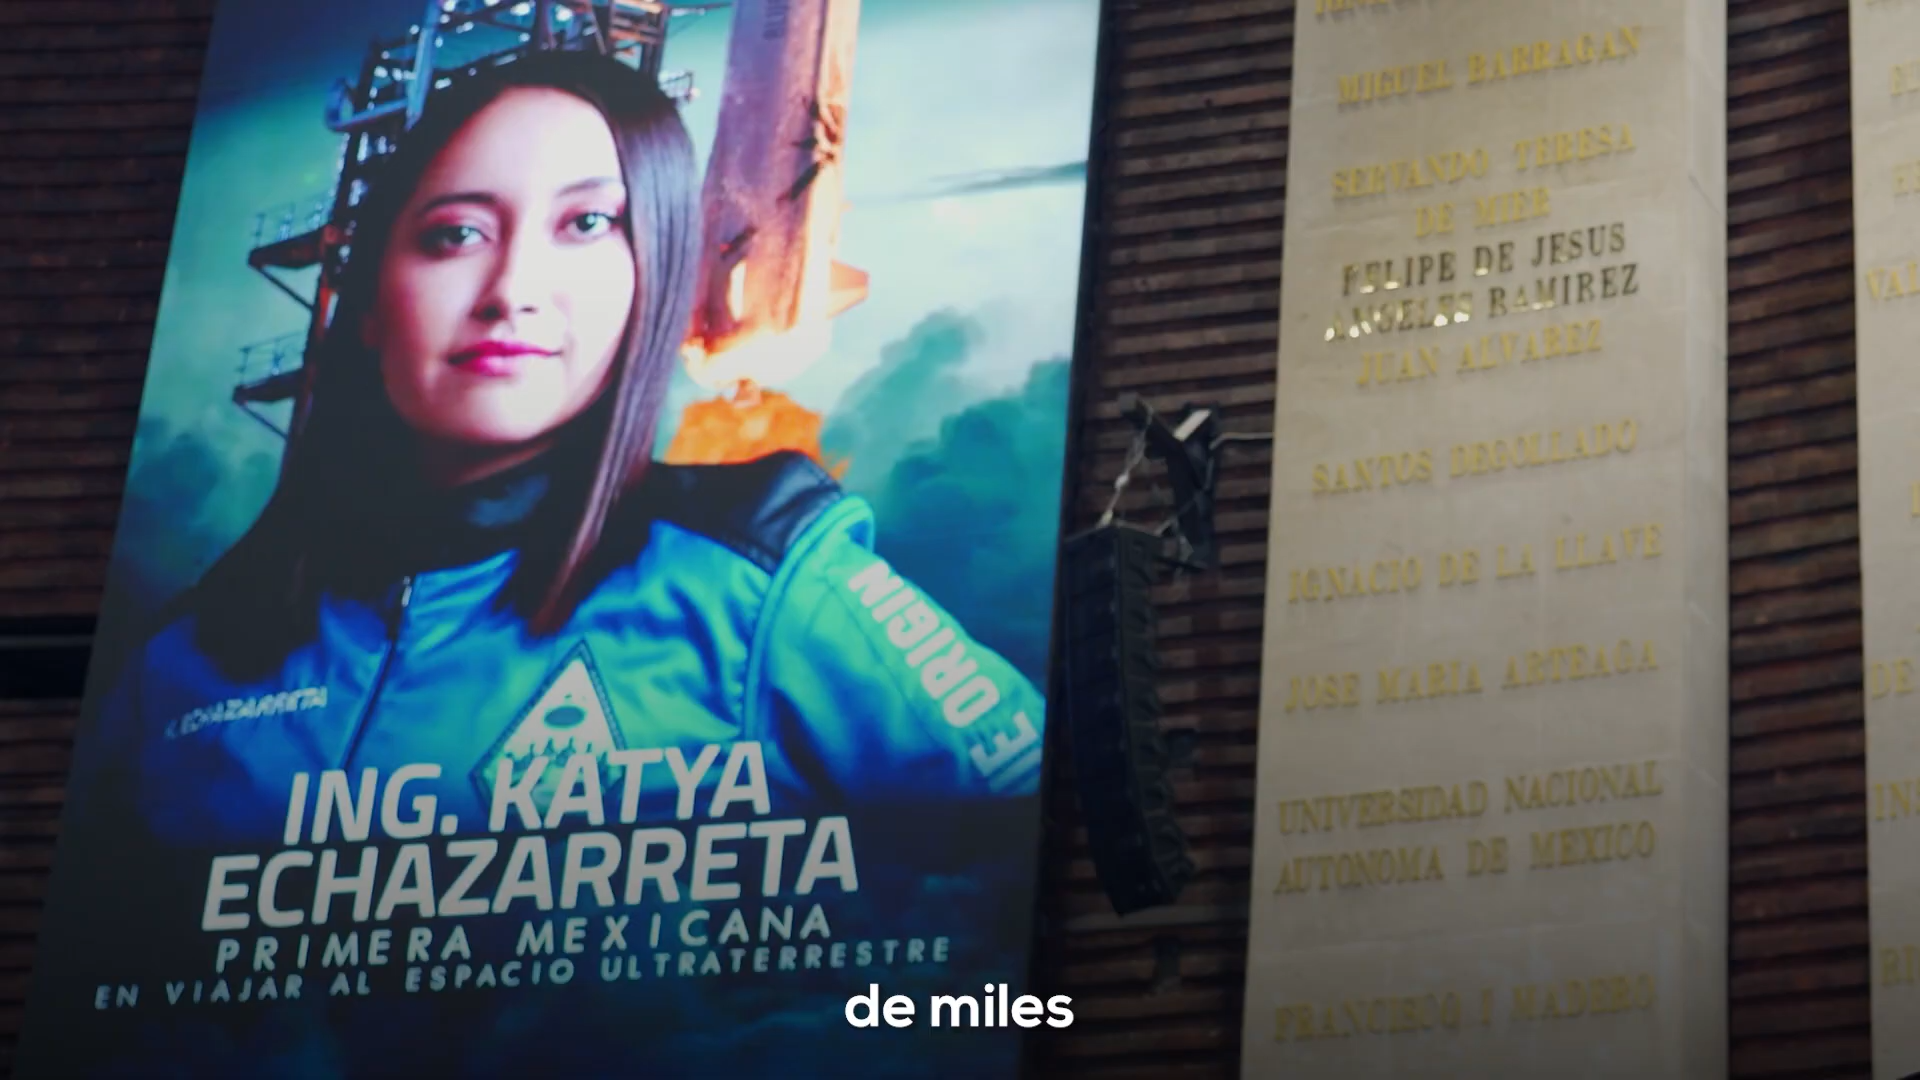 K. ECHAZARRETA
ORIGIN
ING. KATYA
ECHAZARRETA
PRIMERA MEXICANA
EN VIAJAR AL ESPACIO ULTRATERRESTRE
MIGUEL BARRAGAN
SERVANDO TERESA
DE MIER
FELIPE DE JESUS
ANGELES RAMIREZ
JUAN ALVAREZ
SANTOS DEGOLLADO
IGNACIO DE LA LLAVE
JOSE MARIA ARTEAGA
UNIVERSIDAD NACIONAL
AUTONOMA DE MEXICO
FRANCISCO I MADERO
de miles